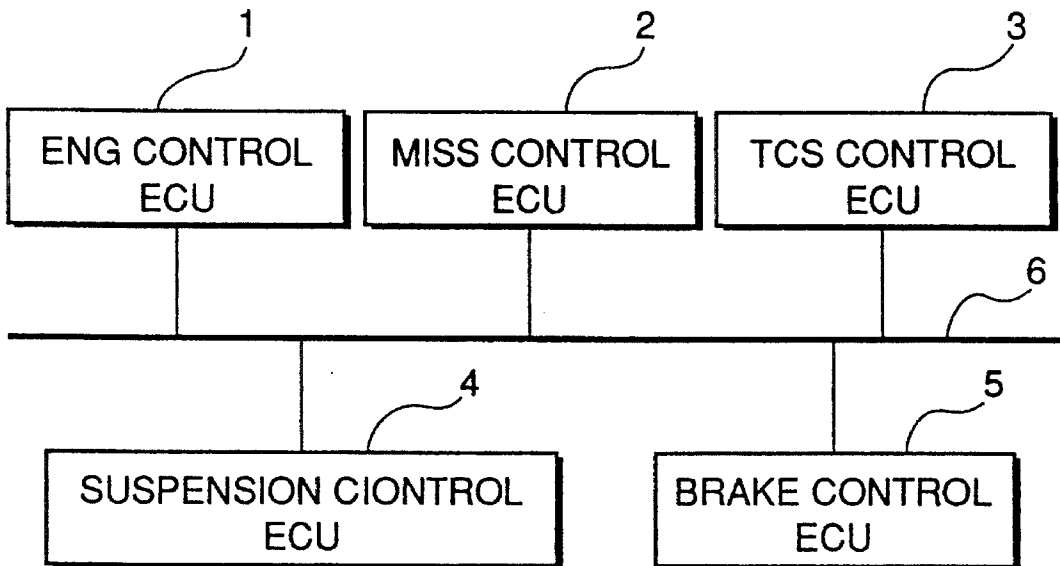 1
2
3
ENG CONTROL
ECU
MISS CONTROL
ECU
TCS CONTROL
ECU
6
4
5
SUSPENSION CIONTROL
ECU
BRAKE CONTROL
ECU